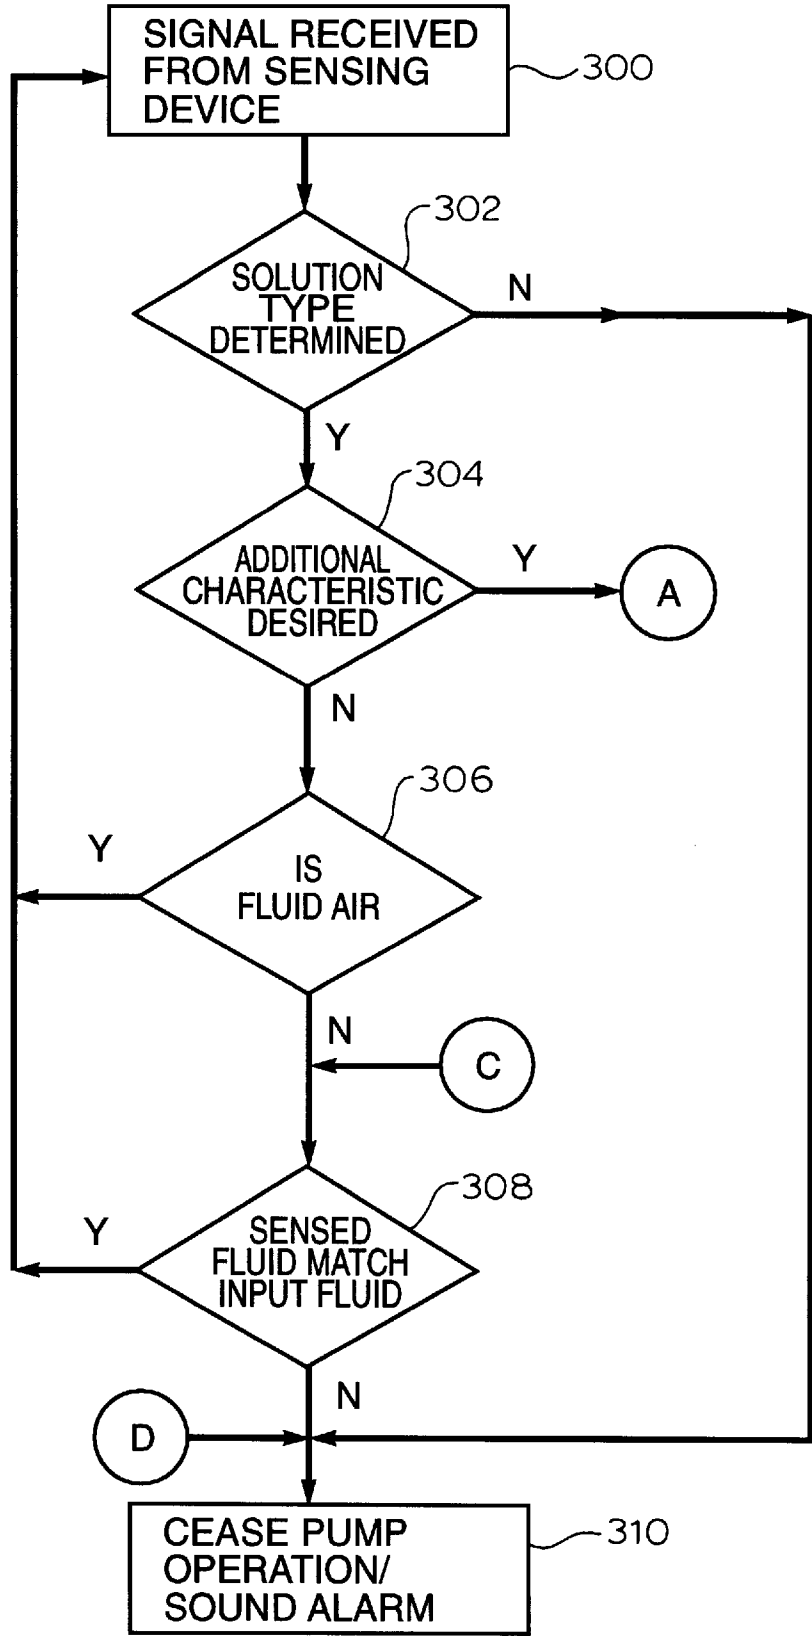 SIGNAL RECEIVED
FROM SENSING
DEVICE
300
302
SOLUTION
TYPE
DETERMINED
N
Y
304
ADDITIONAL
CHARACTERISTIC
DESIRED
Y
A
N
306
Y
IS
FLUID AIR
N
C
308
Y
SENSED
FLUID MATCH
INPUT FLUID
N
D
CEASE PUMP
OPERATION/
SOUND ALARM
310